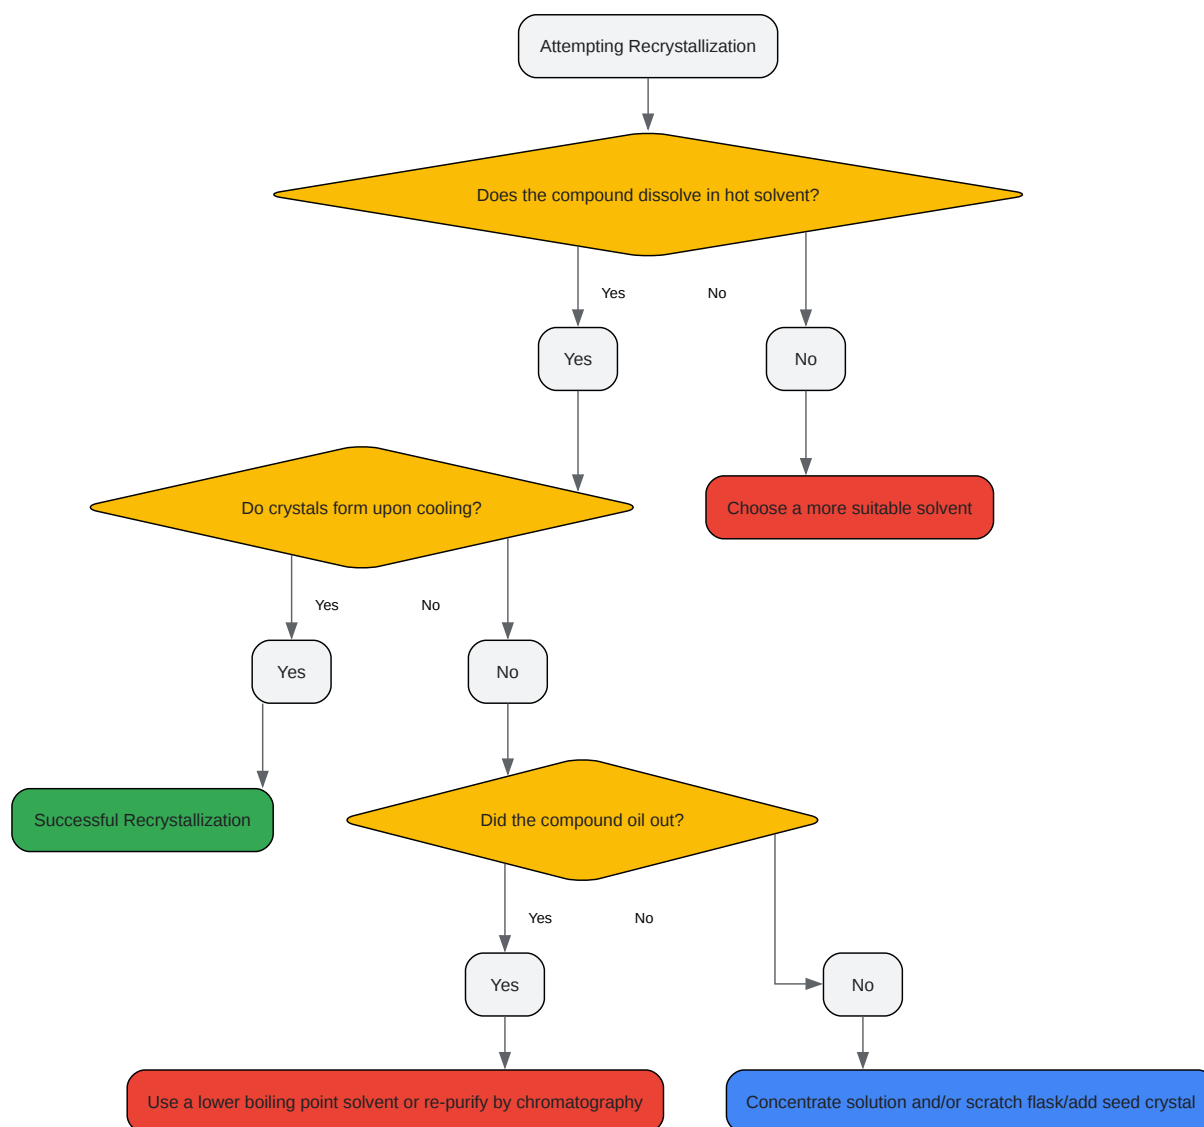 Attempting Recrystallization
Does the compound dissolve in hot solvent?
Yes
No
Yes
No
Do crystals form upon cooling?
Choose a more suitable solvent
Yes
No
Yes
No
Successful Recrystallization
Did the compound oil out?
Yes
No
Yes
No
Use a lower boiling point solvent or re-purify by chromatography
Concentrate solution and/or scratch flask/add seed crystal